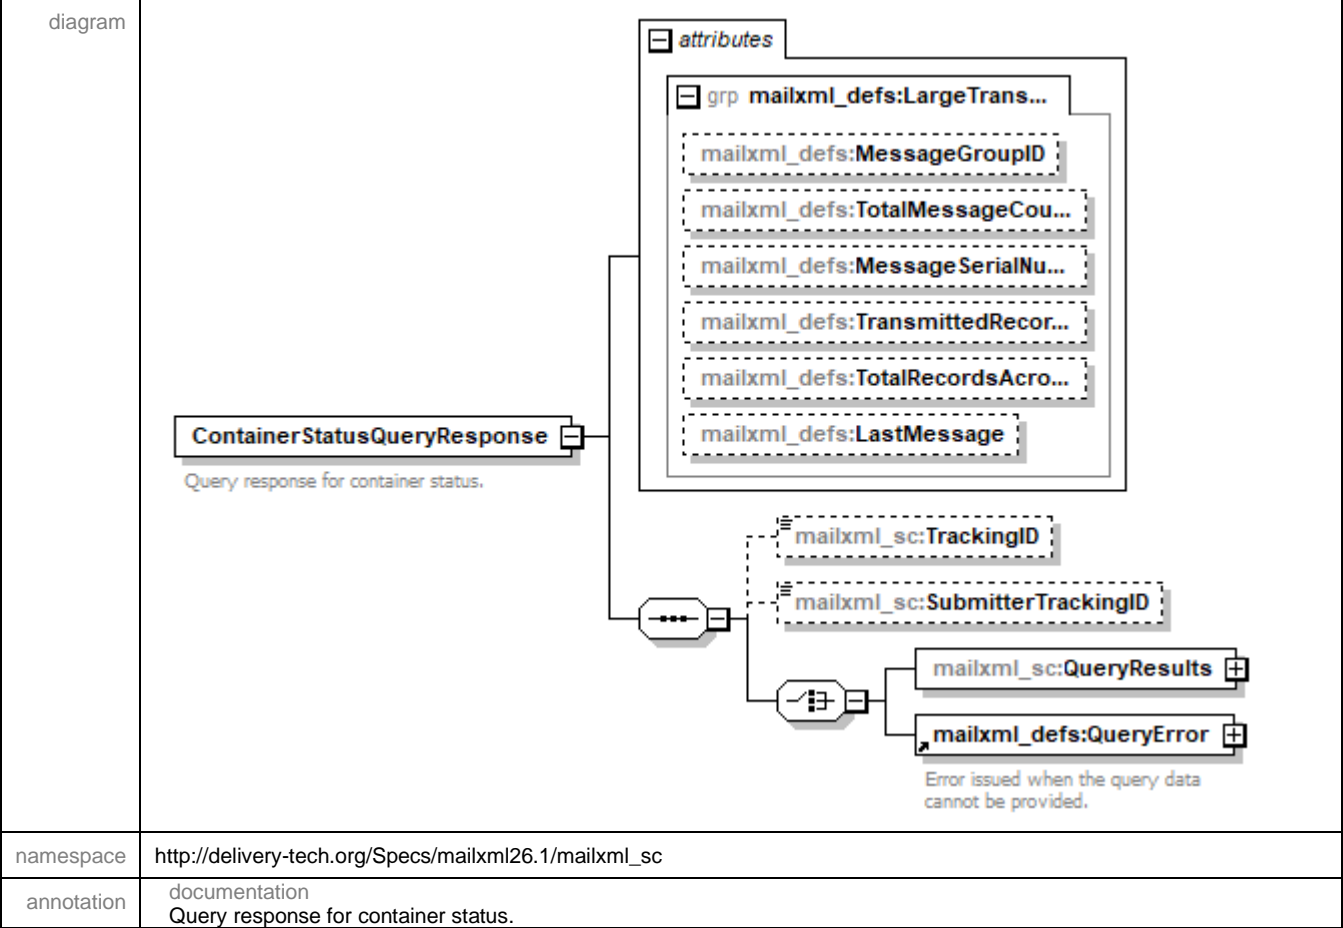 diagram
attributes
grp mailxml_defs:LargeTrans...
mailxml_defs:MessageGroupID
mailxml_defs:TotalMessageCou...
mailxml_defs:MessageSerialNu...
mailxml_defs:TransmittedRecor...
mailxml_defs:TotalRecordsAcro...
mailxml_defs:LastMessage
ContainerStatusQueryResponse
Query response for container status.
mailxml_sc:TrackingID
mailxml_sc:SubmitterTrackingID
mailxml_sc:QueryResults
mailxml_defs:QueryError
Error issued when the query data
cannot be provided.
namespace http://delivery-tech.org/Specs/mailxml26.1/mailxml_sc
annotation
documentation
Query response for container status.